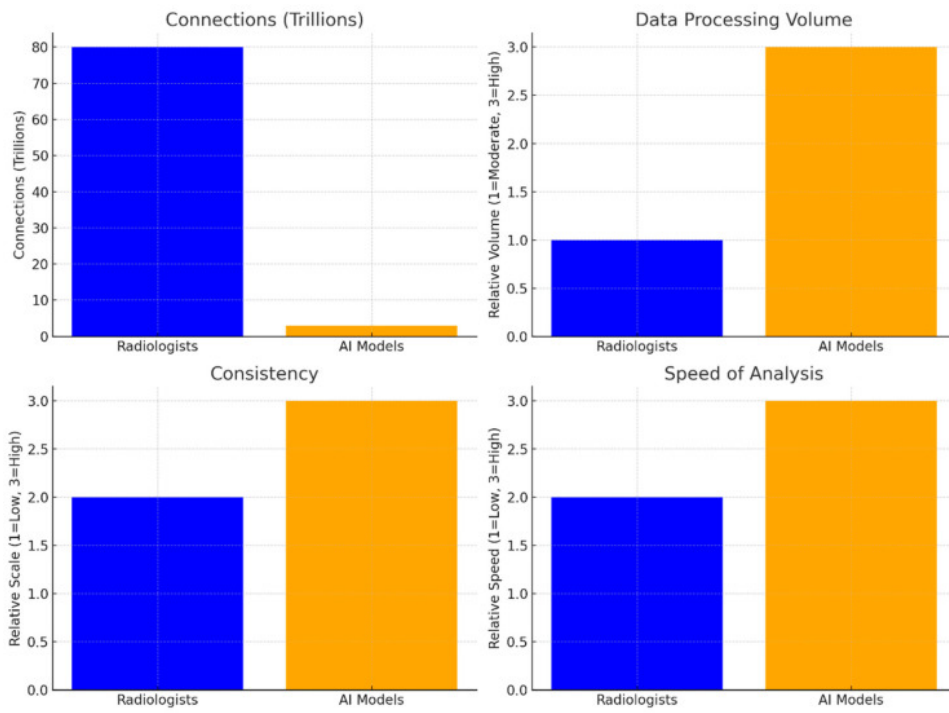 Connections (Trillions)
Connections (Trillions)
80
70
60
50
40
30
20
10
0
Radiologists
AI Models
Data Processing Volume
Relative Volume (1=Moderate, 3=High)
3.0
2.5
2.0
1.5
1.0
0.5
0.0
Radiologists
AI Models
Consistency
Relative Scale (1=Low, 3=High)
3.0
2.5
2.0
1.5
1.0
0.5
0.0
Radiologists
AI Models
Speed of Analysis
Relative Speed (1=Low, 3=High)
3.0
2.5
2.0
1.5
1.0
0.5
0.0
Radiologists
AI Models